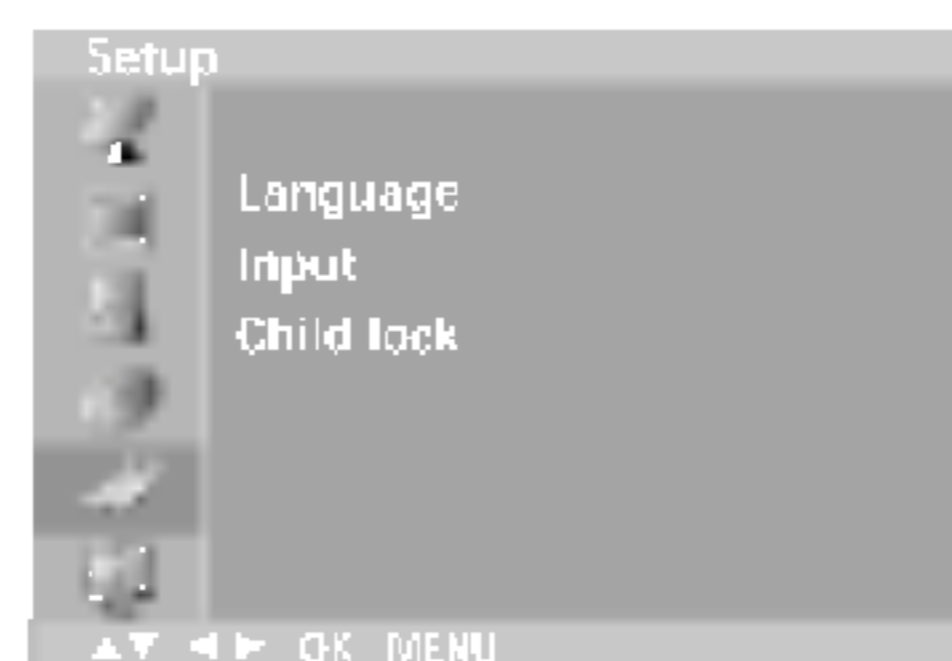 Setup
Language
Input
Child lock
▲▼ ◄► OK MENU